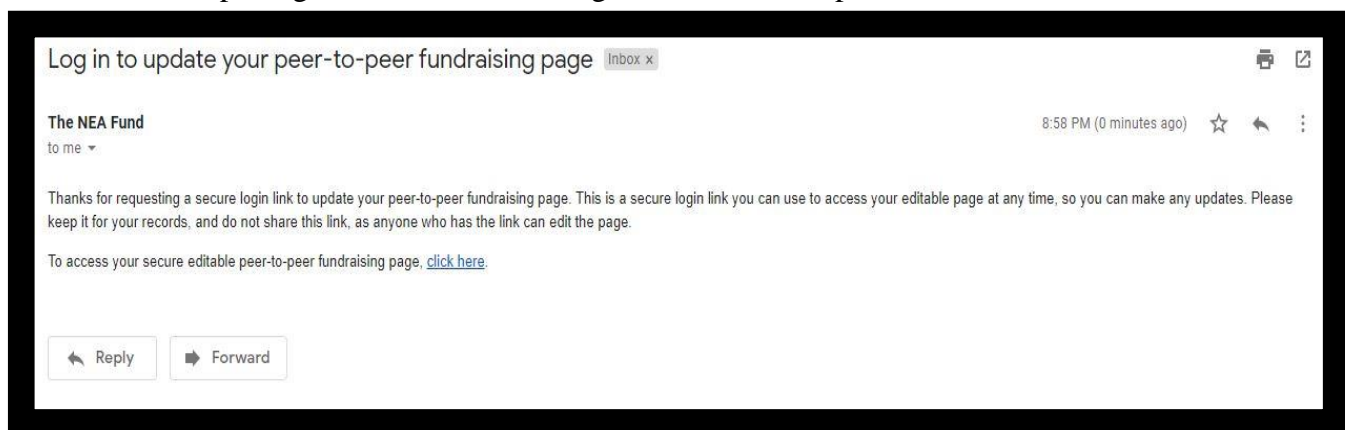 Log in to update your peer-to-peer fundraising page Inbox x
The NEA Fund
8:58 PM (0 minutes ago)
to me
Thanks for requesting a secure login link to update your peer-to-peer fundraising page. This is a secure login link you can use to access your editable page at any time, so you can make any updates. Please
keep it for your records, and do not share this link, as anyone who has the link can edit the page.
To access your secure editable peer-to-peer fundraising page, click here.
Reply Forward